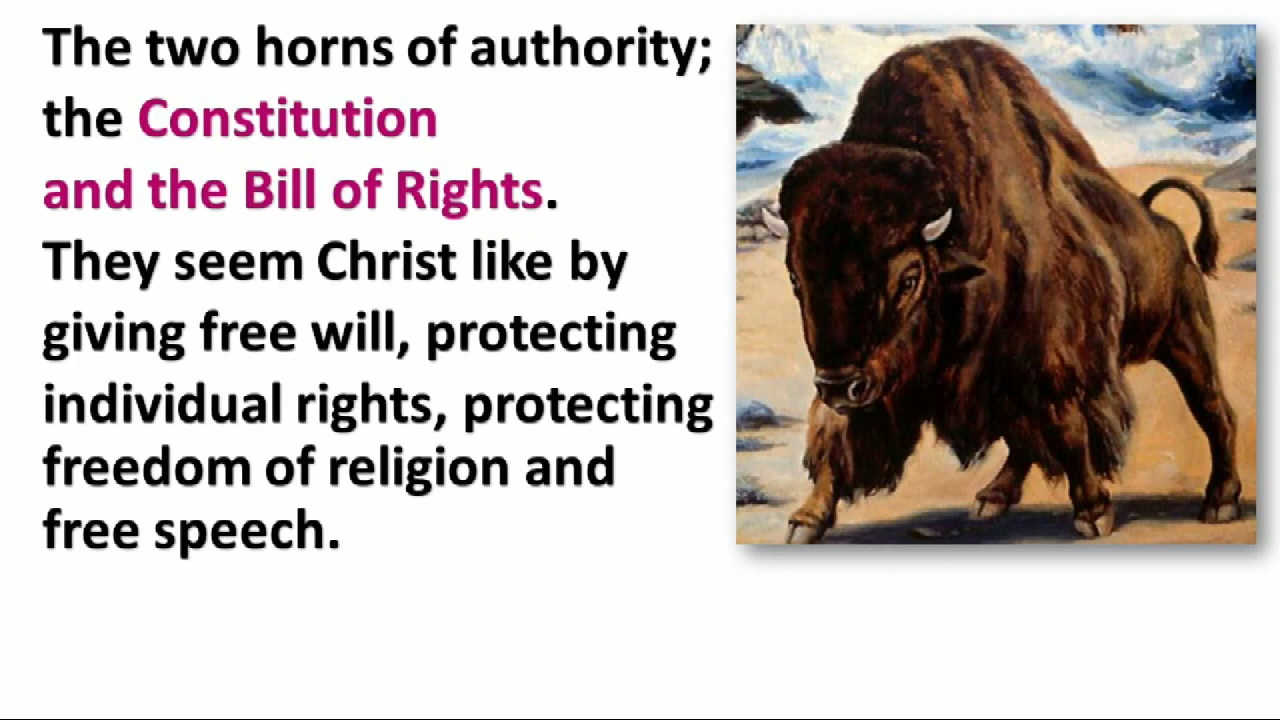 The two horns of authority;
the Constitution
and the Bill of Rights.
They seem Christ like by
giving free will, protecting
individual rights, protecting
freedom of religion and
free speech.